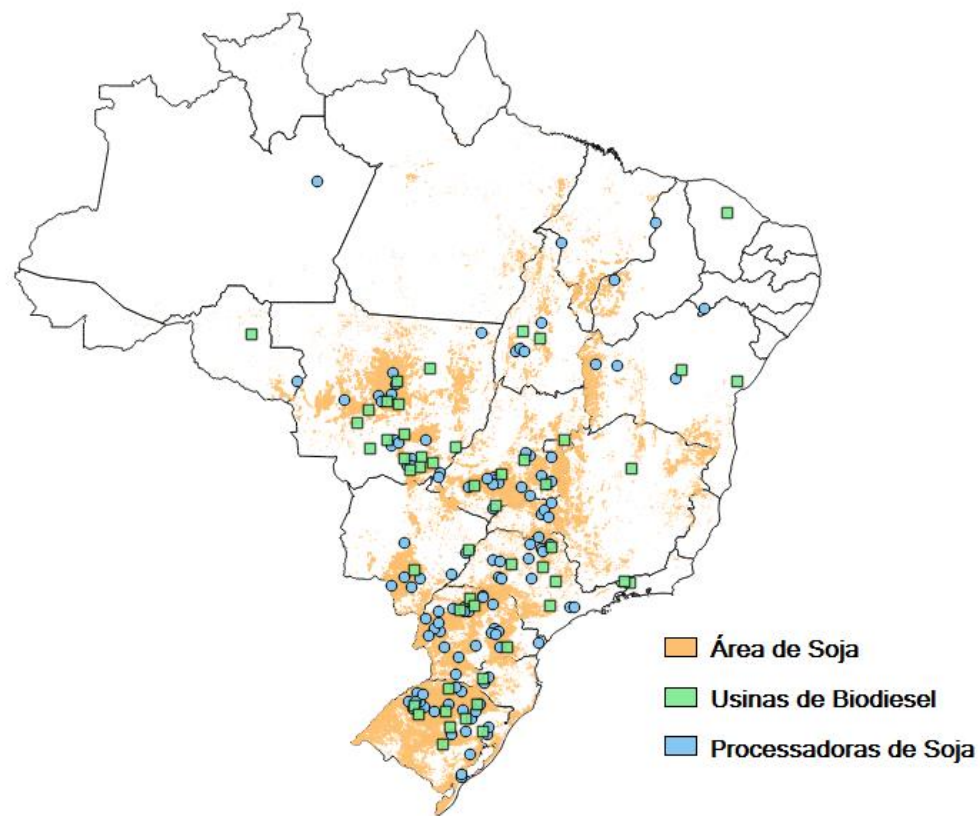 Área de Soja
Usinas de Biodiesel
Processadoras de Soja